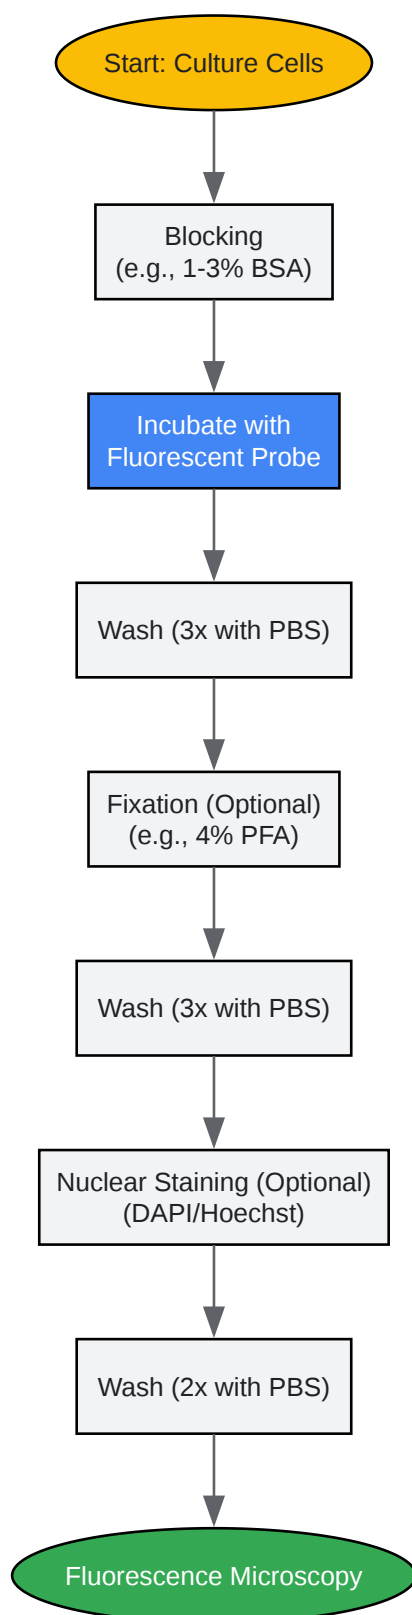 Start: Culture Cells
Blocking
(e.g., 1-3% BSA)
Incubate with
Fluorescent Probe
Wash (3x with PBS)
Fixation (Optional)
(e.g., 4% PFA)
Wash (3x with PBS)
Nuclear Staining (Optional)
(DAPI/Hoechst)
Wash (2x with PBS)
Fluorescence Microscopy